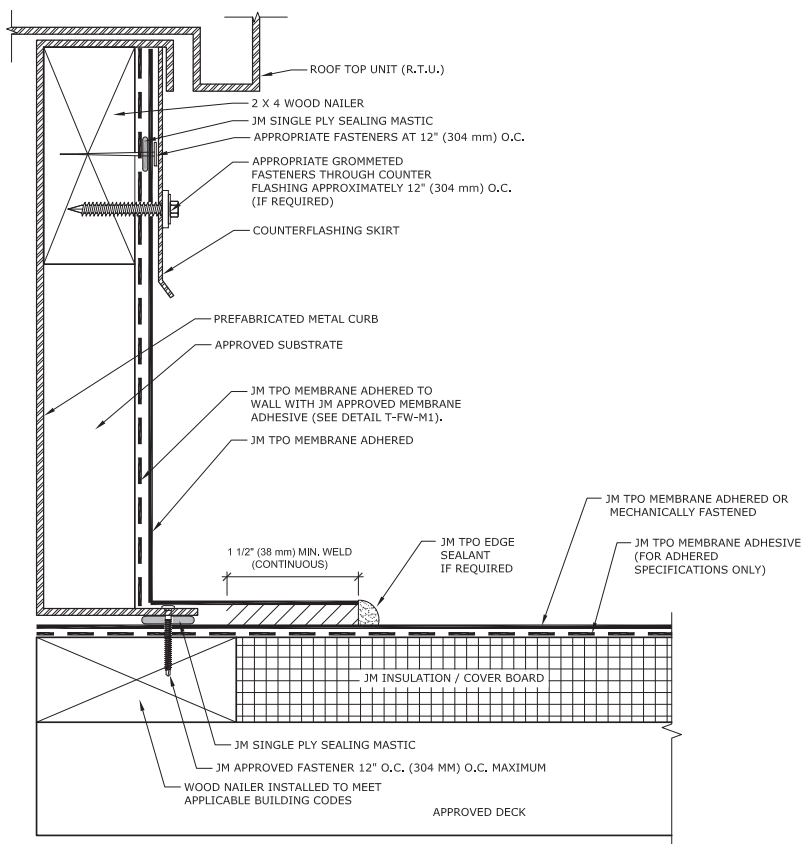 ROOF TOP UNIT (R.T.U.)
2 X 4 WOOD NAILER
JM SINGLE PLY SEALING MASTIC
APPROPRIATE FASTENERS AT 12" (304 mm) O.C.
APPROPRIATE GROMMETED
FASTENERS THROUGH COUNTER
FLASHING APPROXIMATELY 12" (304 mm) O.C.
(IF REQUIRED)
COUNTERFLASHING SKIRT
PREFABRICATED METAL CURB
APPROVED SUBSTRATE
JM TPO MEMBRANE ADHERED TO
WALL WITH JM APPROVED MEMBRANE
ADHESIVE (SEE DETAIL T-FW-M1).
JM TPO MEMBRANE ADHERED
JM TPO MEMBRANE ADHERED OR
MECHANICALLY FASTENED
1 1/2" (38 mm) MIN. WELD
(CONTINUOUS)
JM TPO EDGE
SEALANT
IF REQUIRED
JM TPO MEMBRANE ADHESIVE
(FOR ADHERED
SPECIFICATIONS ONLY)
JM INSULATION / COVER BOARD
JM SINGLE PLY SEALING MASTIC
JM APPROVED FASTENER 12" O.C. (304 MM) O.C. MAXIMUM
WOOD NAILER INSTALLED TO MEET
APPLICABLE BUILDING CODES
APPROVED DECK